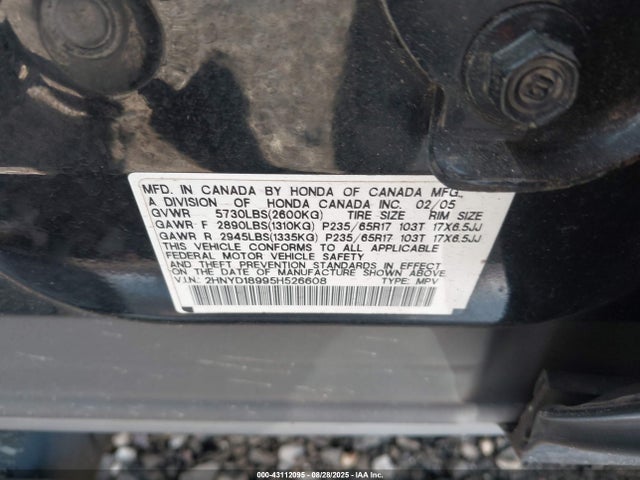 MFD. IN CANADA BY HONDA OF CANADA MFG.,
A DIVISION OF HONDA CANADA INC. 02/05
GVWR 5730LBS(2600KG) TIRE SIZE RIM SIZE
GAWR F 2890LBS(1310KG) P235/65R17 103T 17X6.5JJ
GAWR R 2945LBS(1335KG) P235/65R17 103T 17X6.5JJ
THIS VEHICLE CONFORMS TO ALL APPLICABLE
FEDERAL MOTOR VEHICLE SAFETY
AND THEFT PREVENTION STANDARDS IN EFFECT
ON THE DATE OF MANUFACTURE SHOWN ABOVE.
V.I.N.: 2HNYD18995H526608 TYPE: MPV
000-43112095 - 08/28/2025 - IAAI.com